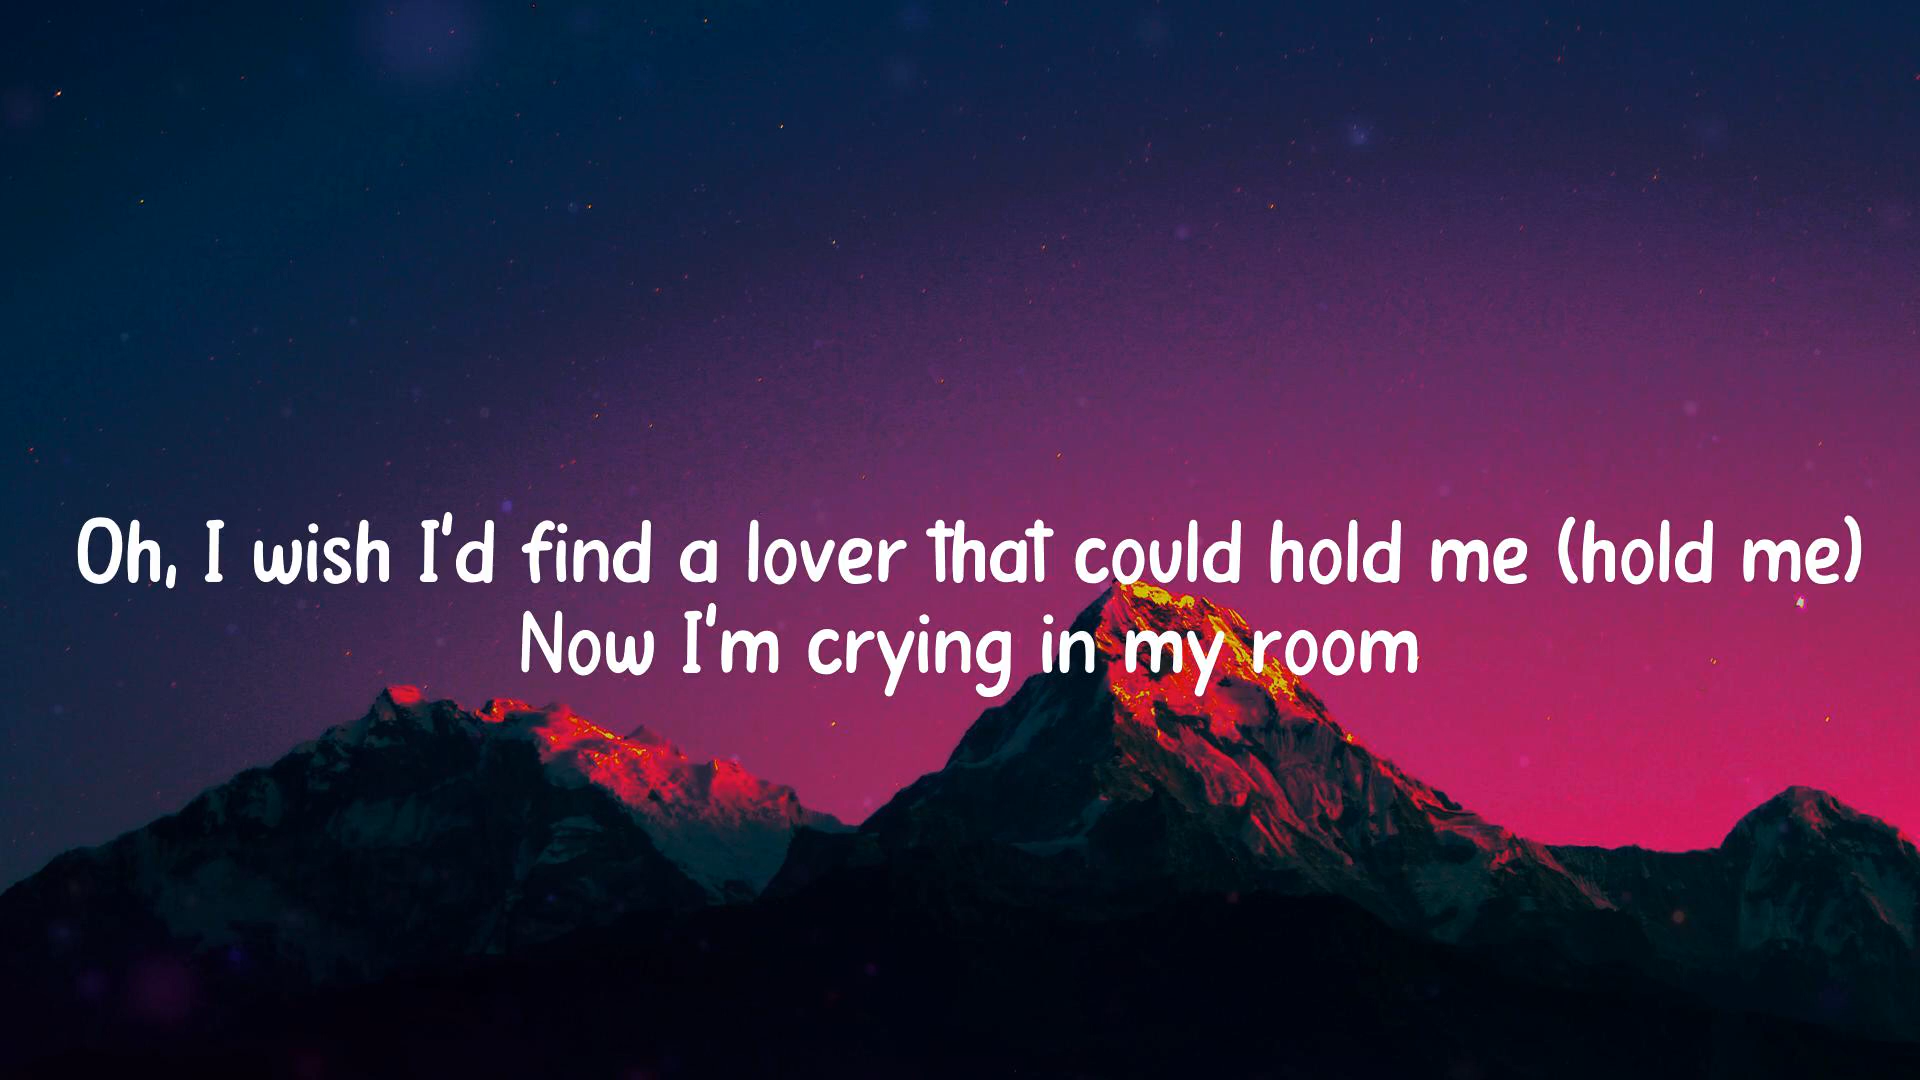 Oh, I wish I'd find a lover that could hold me (hold me)
Now I'm crying in my room